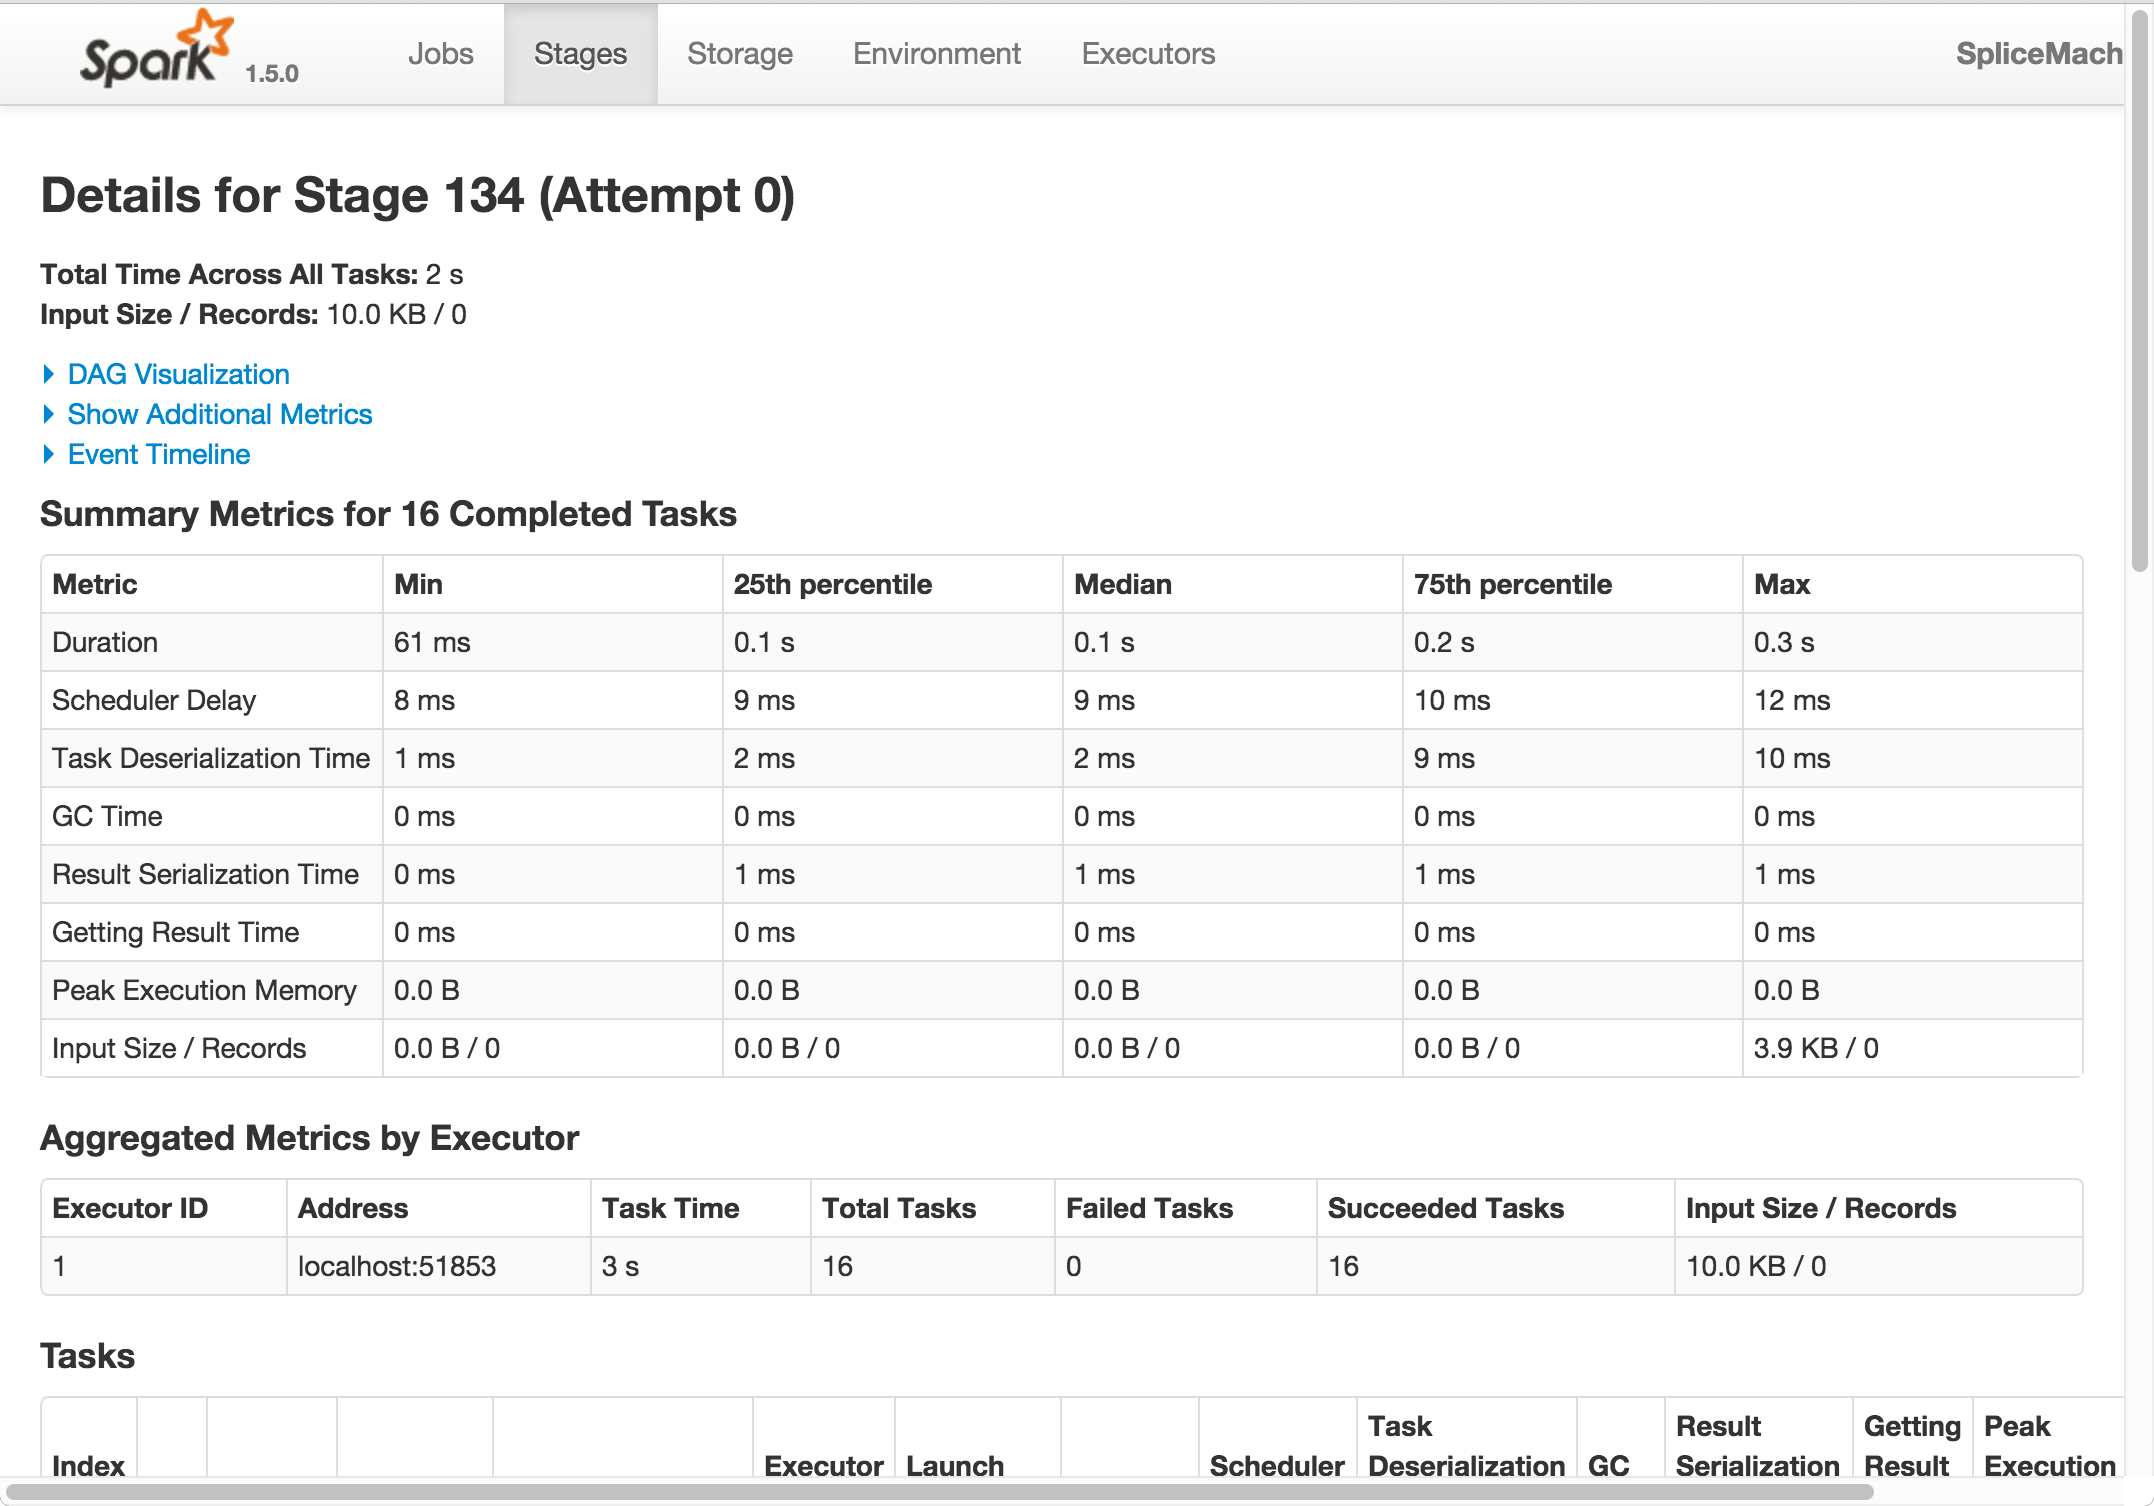 Spark 1.5.0 Jobs Stages Storage Environment Executors SpliceMach
Details for Stage 134 (Attempt 0)
Total Time Across All Tasks: 2 s
Input Size / Records: 10.0 KB / 0
DAG Visualization
Show Additional Metrics
Event Timeline
Summary Metrics for 16 Completed Tasks
Metric Min 25th percentile Median 75th percentile Max
Duration 61 ms 0.1 s 0.1 s 0.2 s 0.3 s
Scheduler Delay 8 ms 9 ms 9 ms 10 ms 12 ms
Task Deserialization Time 1 ms 2 ms 2 ms 9 ms 10 ms
GC Time 0 ms 0 ms 0 ms 0 ms 0 ms
Result Serialization Time 0 ms 1 ms 1 ms 1 ms 1 ms
Getting Result Time 0 ms 0 ms 0 ms 0 ms 0 ms
Peak Execution Memory 0.0 B 0.0 B 0.0 B 0.0 B 0.0 B
Input Size / Records 0.0 B / 0 0.0 B / 0 0.0 B / 0 0.0 B / 0 3.9 KB / 0
Aggregated Metrics by Executor
Executor ID Address Task Time Total Tasks Failed Tasks Succeeded Tasks Input Size / Records
1 localhost:51853 3 s 16 0 16 10.0 KB / 0
Tasks
Task Result Getting Peak
Index Executor Launch Scheduler Deserialization GC Serialization Result Execution